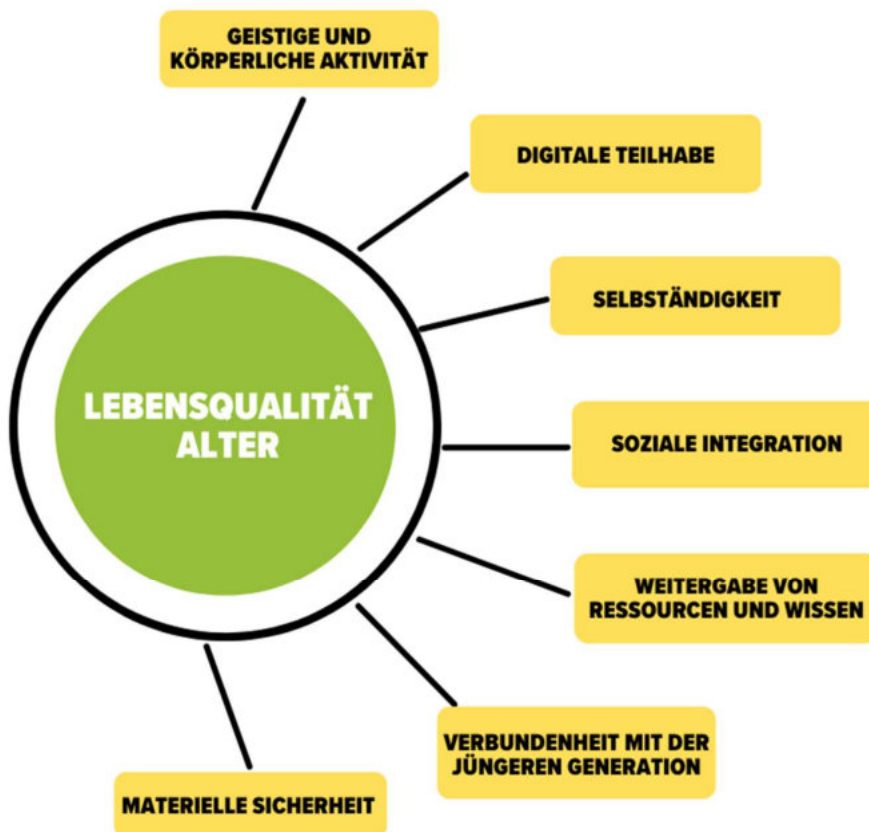 GEISTIGE UND
KÖRPERLICHE AKTIVITÄT
DIGITALE TEILHABE
SELBSTÄNDIGKEIT
LEBENSQUALITÄT
ALTER
SOZIALE INTEGRATION
WEITERGABE VON
RESSOURCEN UND WISSEN
VERBUNDENHEIT MIT DER
JÜNGEREN GENERATION
MATERIELLE SICHERHEIT